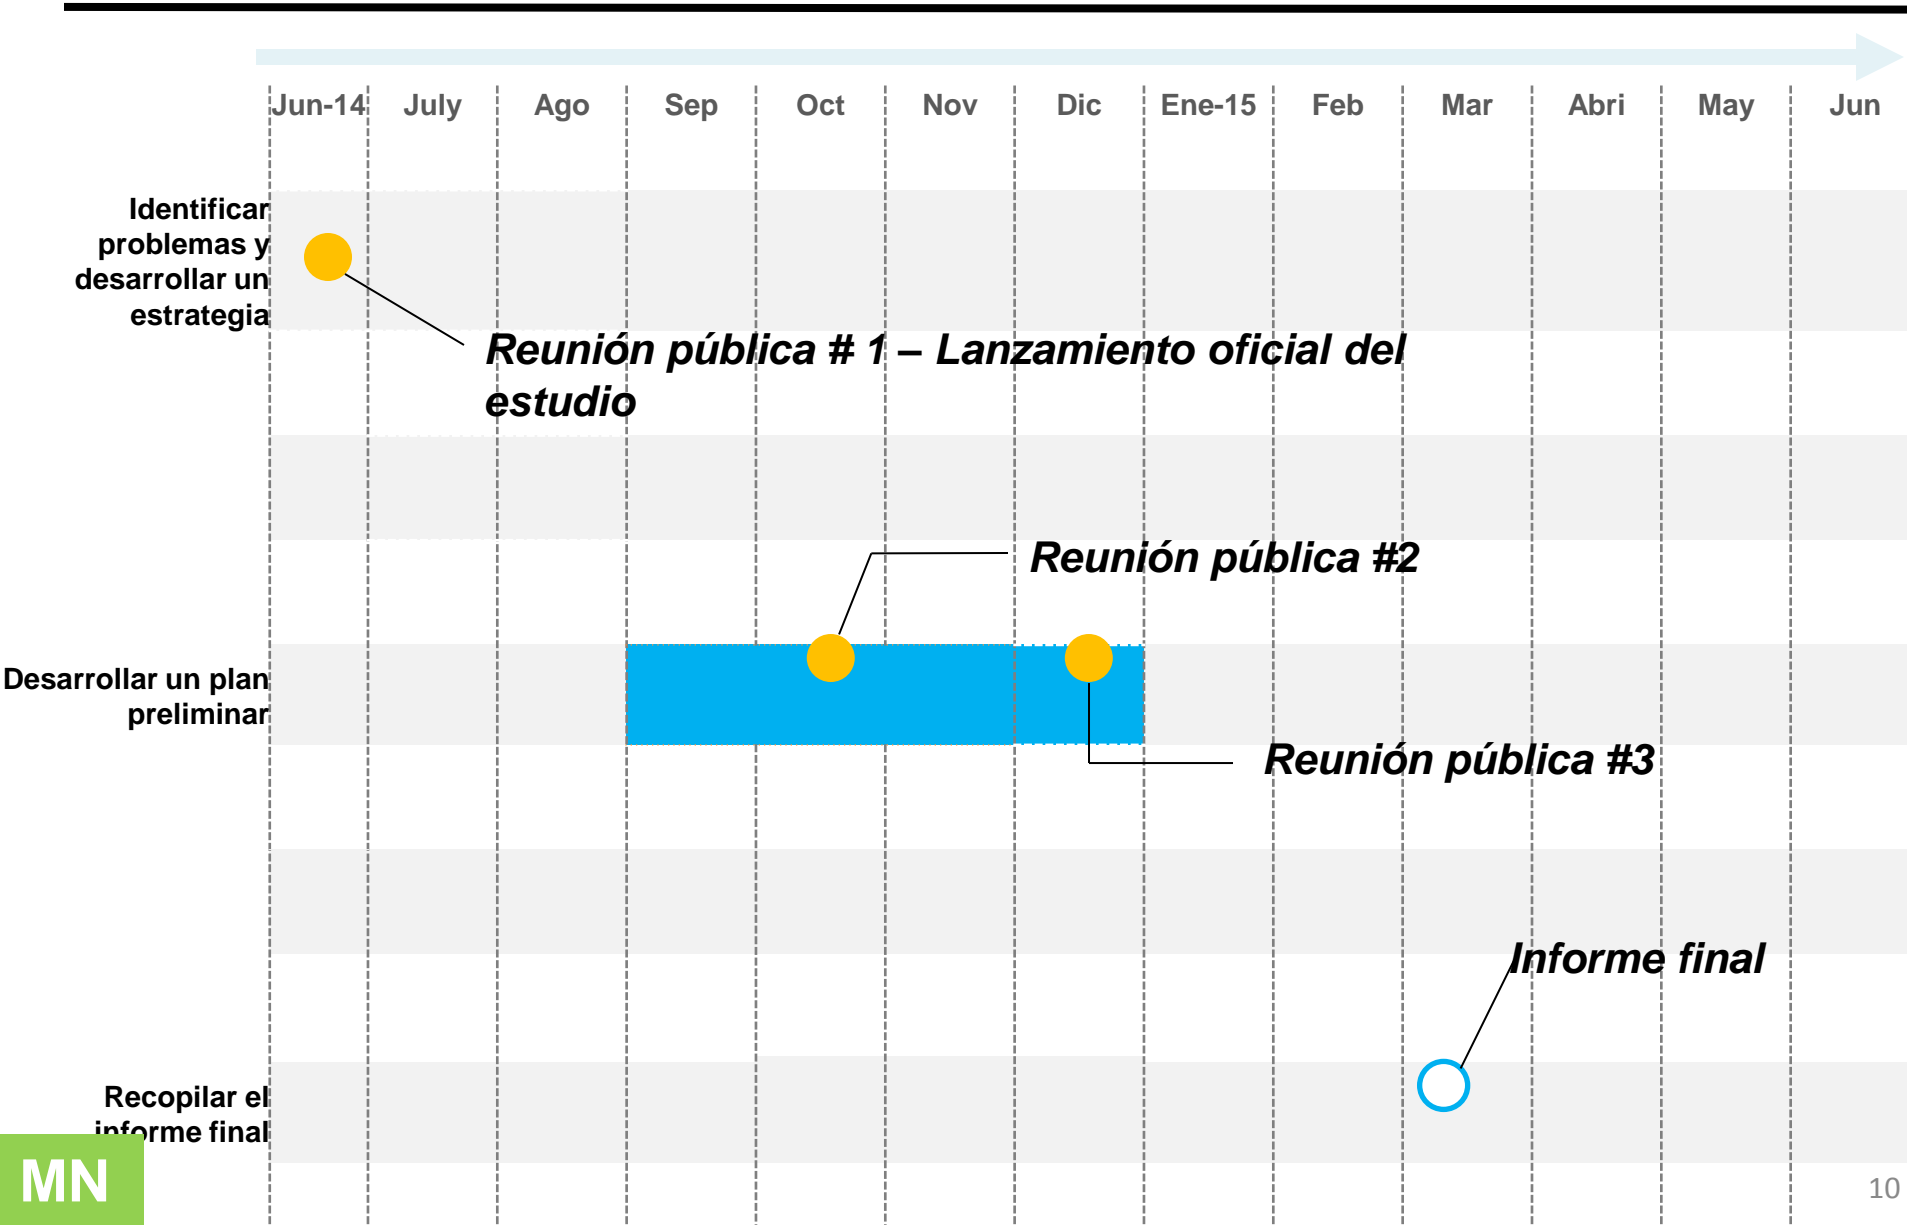 Jun-14 July Ago Sep Oct Nov Dic Ene-15 Feb Mar Abri May Jun
Identificar
problemas y
desarrollar un
estrategia
Reunión pública # 1 – Lanzamiento oficial del
estudio
Reunión pública #2
Desarrollar un plan
preliminar
Reunión pública #3
Informe final
Recopilar el
informe final
MN
10